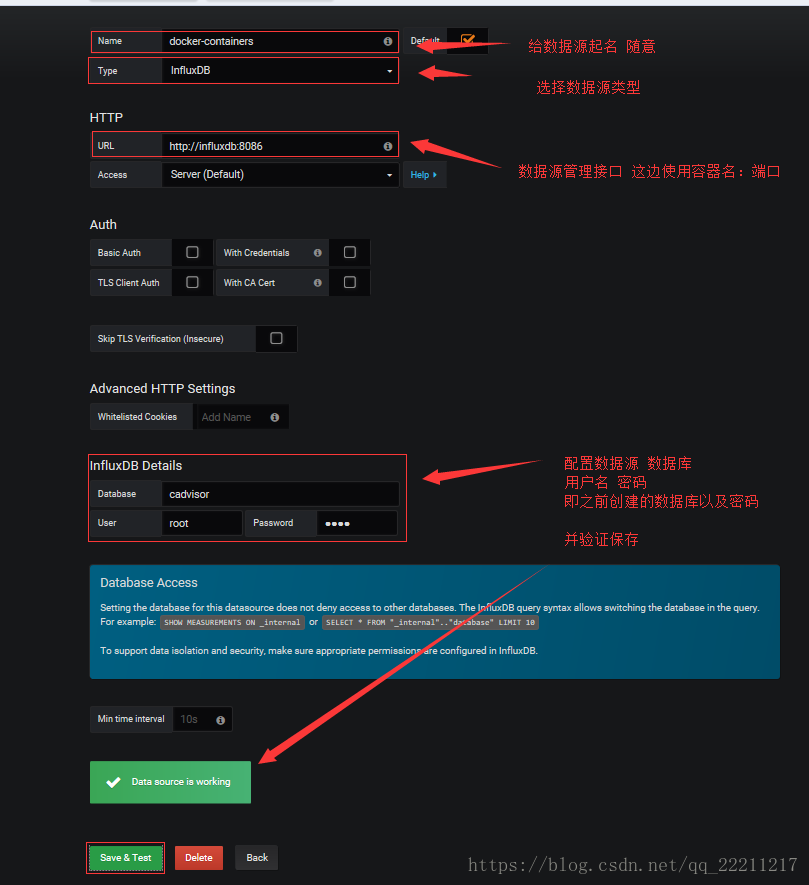 Name docker-containers Default 给数据源起名 随意
Type InfluxDB 选择数据源类型
HTTP
URL http://influxdb:8086
Access Server (Default) Help 数据源管理接口 这边使用容器名：端口
Auth
Basic Auth With Credentials
TLS Client Auth With CA Cert
Skip TLS Verification (Insecure)
Advanced HTTP Settings
Whitelisted Cookies Add Name
InfluxDB Details 配置数据源 数据库
用户名 密码
Database cadvisor 即之前创建的数据库以及密码
User root Password ●●●●
并验证保存
Database Access
Setting the database for this datasource does not deny access to other databases. The InfluxDB query syntax allows switching the database in the query.
For example: SHOW MEASUREMENTS ON _internal or SELECT * FROM "_internal".."database" LIMIT 10
To support data isolation and security, make sure appropriate permissions are configured in InfluxDB.
Min time interval 10s
Data source is working
Save & Test Delete Back
https://blog.csdn.net/qq_22211217